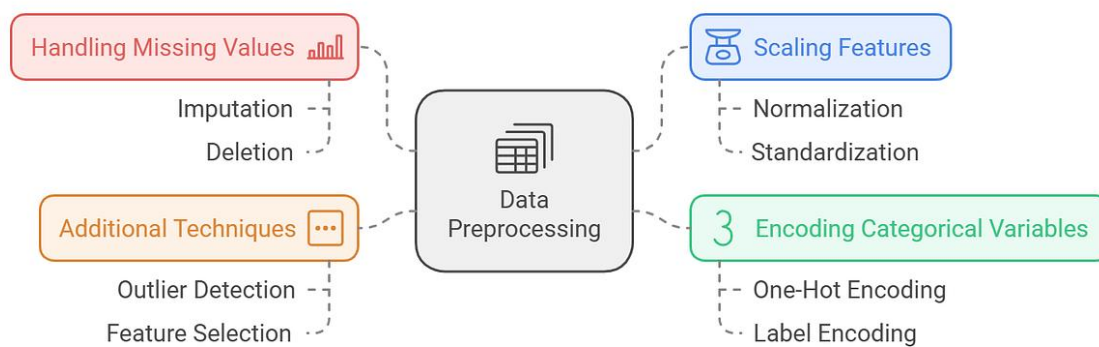 Handling Missing Values
Imputation
Deletion
Additional Techniques
Outlier Detection
Feature Selection
Data
Preprocessing
Scaling Features
Normalization
Standardization
3 Encoding Categorical Variables
One-Hot Encoding
Label Encoding